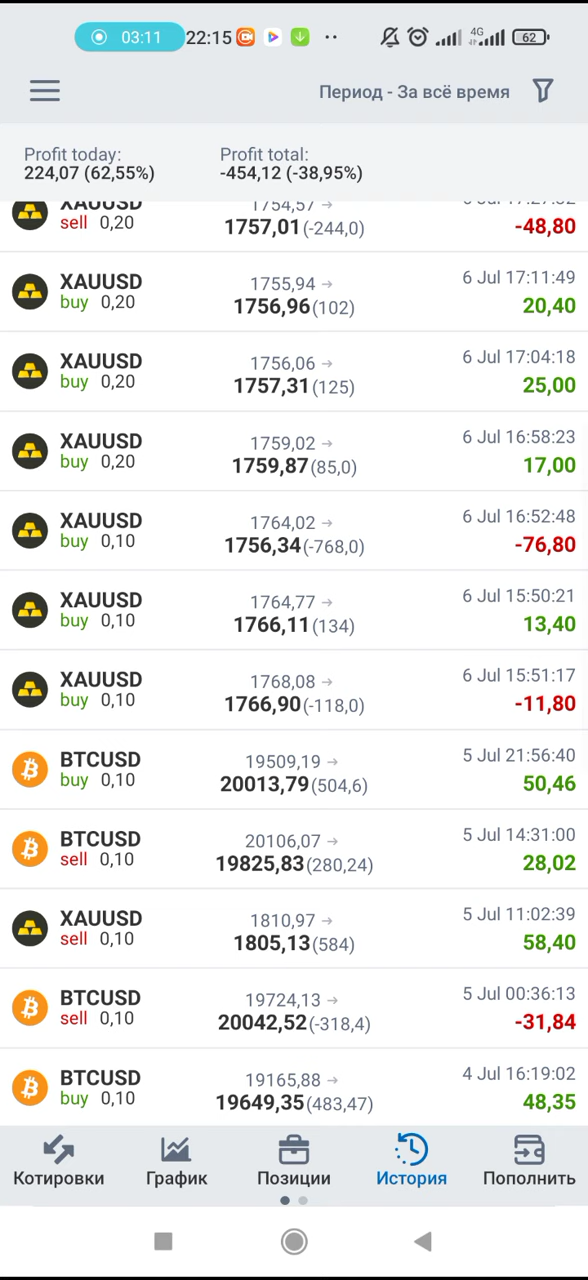 03:11 22:15 4G 62
Период - За всё время
Profit today: Profit total:
224,07 (62,55%) -454,12 (-38,95%)
XAUUSD 1754,57 →
sell 0,20 1757,01(-244,0) -48,80
XAUUSD 1755,94 → 6 Jul 17:11:49
buy 0,20 1756,96(102) 20,40
XAUUSD 1756,06 → 6 Jul 17:04:18
buy 0,20 1757,31(125) 25,00
XAUUSD 1759,02 → 6 Jul 16:58:23
buy 0,20 1759,87(85,0) 17,00
XAUUSD 1764,02 → 6 Jul 16:52:48
buy 0,10 1756,34(-768,0) -76,80
XAUUSD 1764,77 → 6 Jul 15:50:21
buy 0,10 1766,11(134) 13,40
XAUUSD 1768,08 → 6 Jul 15:51:17
buy 0,10 1766,90(-118,0) -11,80
BTCUSD 19509,19 → 5 Jul 21:56:40
buy 0,10 20013,79(504,6) 50,46
BTCUSD 20106,07 → 5 Jul 14:31:00
sell 0,10 19825,83(280,24) 28,02
XAUUSD 1810,97 → 5 Jul 11:02:39
sell 0,10 1805,13(584) 58,40
BTCUSD 19724,13 → 5 Jul 00:36:13
sell 0,10 20042,52(-318,4) -31,84
BTCUSD 19165,88 → 4 Jul 16:19:02
buy 0,10 19649,35(483,47) 48,35
Котировки График Позиции История Пополнить